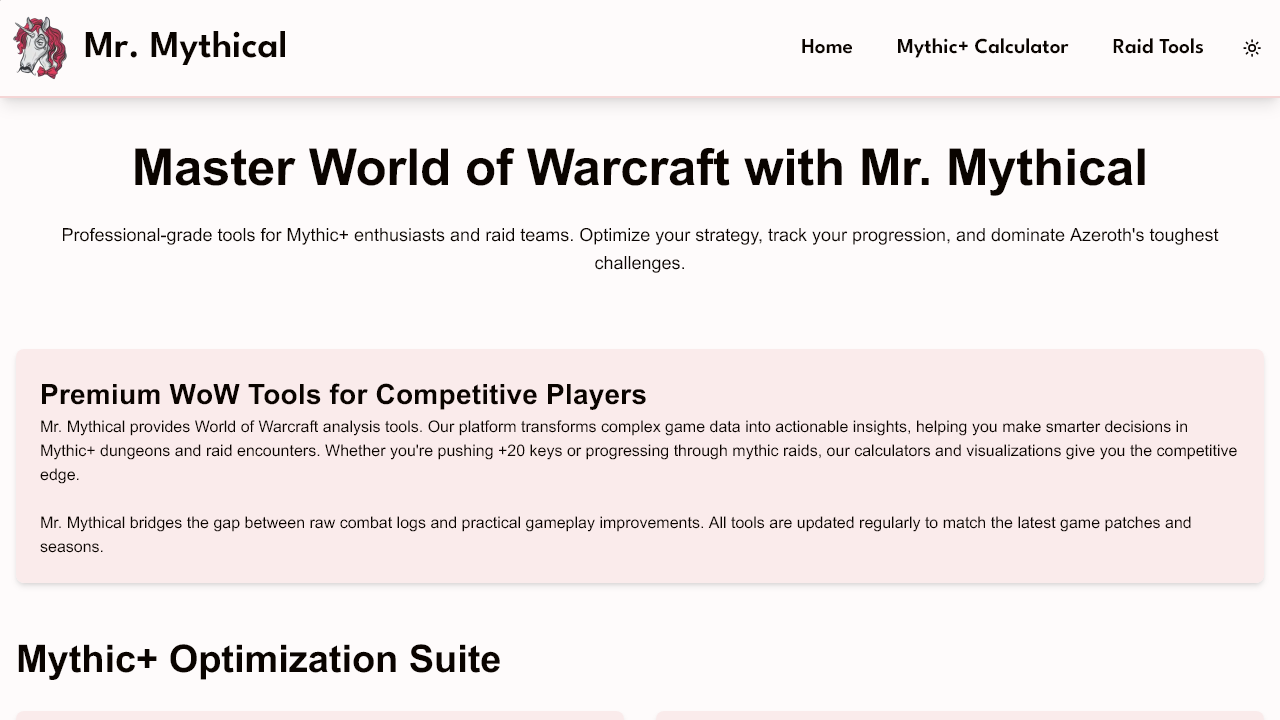 Mr. Mythical
Home
Mythic+ Calculator
Raid Tools
Master World of Warcraft with Mr. Mythical
Professional-grade tools for Mythic+ enthusiasts and raid teams. Optimize your strategy, track your progression, and dominate Azeroth's toughest
challenges.
Premium WoW Tools for Competitive Players
Mr. Mythical provides World of Warcraft analysis tools. Our platform transforms complex game data into actionable insights, helping you make smarter decisions in
Mythic+ dungeons and raid encounters. Whether you're pushing +20 keys or progressing through mythic raids, our calculators and visualizations give you the competitive
edge.
Mr. Mythical bridges the gap between raw combat logs and practical gameplay improvements. All tools are updated regularly to match the latest game patches and
seasons.
Mythic+ Optimization Suite